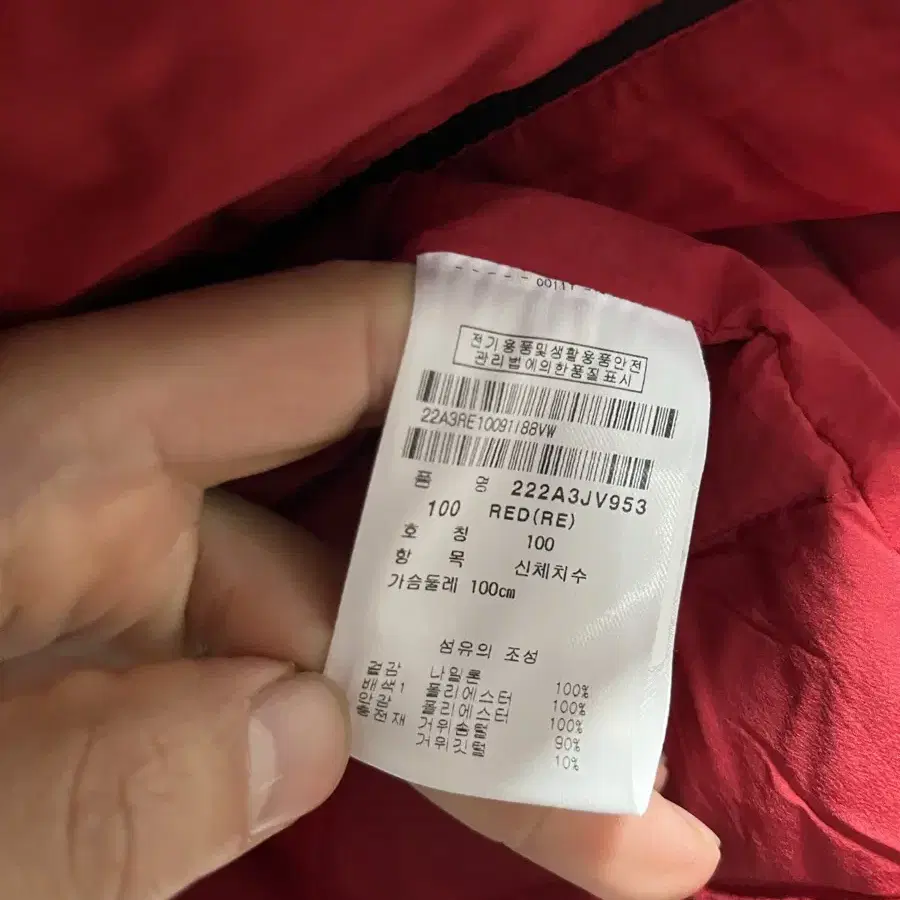 00111
전기용품및생활용품안전
관리법에의한품질표시
22A3RE10091188VW
품 명 222A3JV953
100 RED(RE)
호 칭 100
항 목 신체치수
가슴둘레 100cm
섬유의 조성
겉감 나일론 100%
배색1 폴리에스터 100%
안감 폴리에스터 100%
충전재 거위솜털 90%
거위깃털 10%